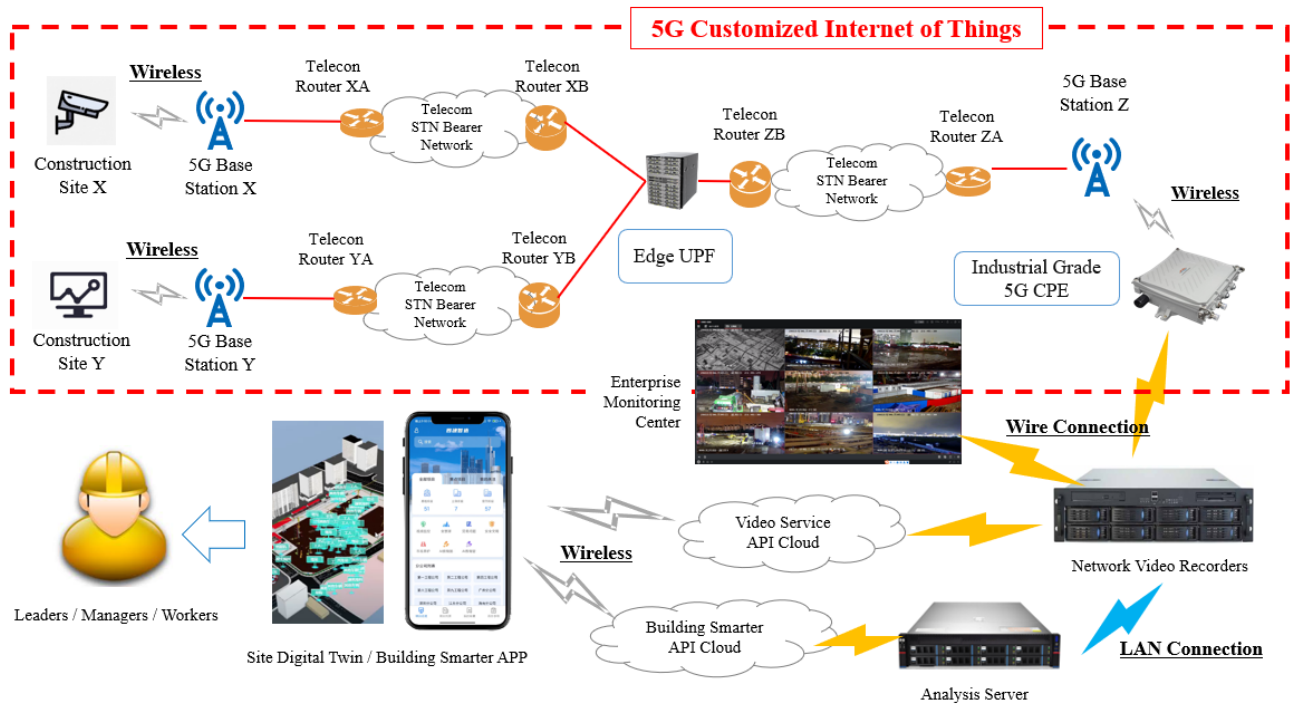 5G Customized Internet of Things
Wireless
Telecon
Router XA
Telecon
Router XB
Telecom
STN Bearer
Network
Construction
Site X
5G Base
Station X
Telecon
Router ZB
Telecom
STN Bearer
Network
Telecon
Router ZA
5G Base
Station Z
Wireless
Edge UPF
Industrial Grade
5G CPE
Wireless
Telecon
Router YA
Telecon
Router YB
Telecom
STN Bearer
Network
Construction
Site Y
5G Base
Station Y
Enterprise
Monitoring
Center
Wire Connection
Video Service
API Cloud
Wireless
Network Video Recorders
Building Smarter
API Cloud
LAN Connection
Analysis Server
Leaders / Managers / Workers
Site Digital Twin / Building Smarter APP